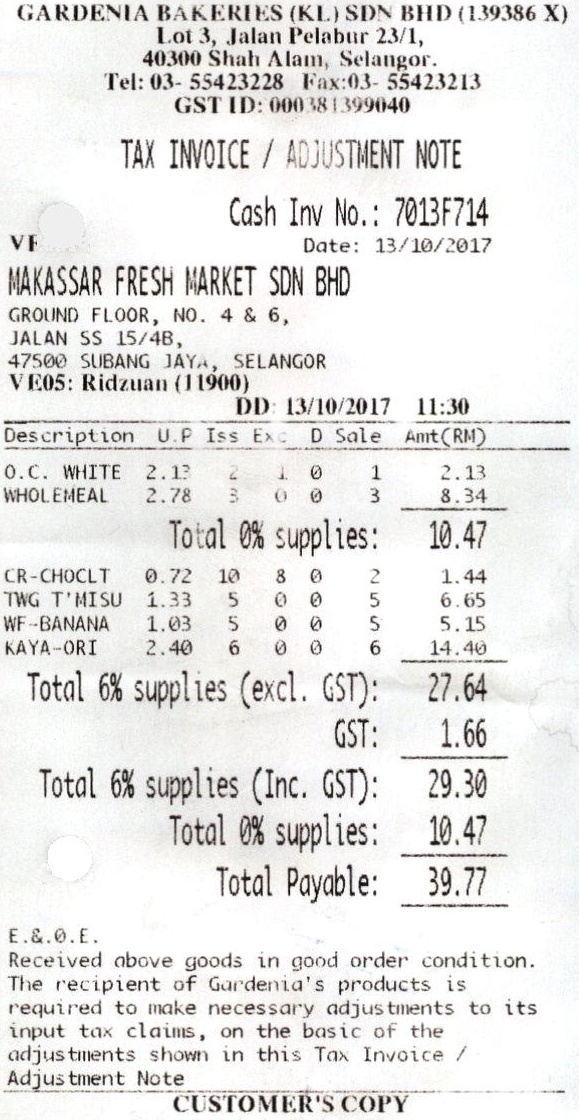 GARDENIA BAKERIES (KL) SDN BHD (139386 X)
Lot 3, Jalan Pelabur 23/1,
40300 Shah Alam, Selangor.
Tel: 03- 55423228 Fax:03- 55423213
GST ID: 000381399040
TAX INVOICE / ADJUSTMENT NOTE
Cash Inv No.: 7013F714
VE
Date: 13/10/2017
MAKASSAR FRESH MARKET SDN BHD
GROUND FLOOR, NO. 4 & 6,
JALAN SS 15/4B,
47500 SUBANG JAYA, SELANGOR
VE05: Ridzuan (11900)
DD: 13/10/2017 11:30
Description U.P Iss Exc D Sale Amt(RM)
O.C. WHITE 2.13 2 1 0 1 2.13
WHOLEMEAL 2.78 3 0 0 3 8.34
Total 0% supplies: 10.47
CR-CHOCLT 0.72 10 8 0 2 1.44
TWG T'MISU 1.33 5 0 0 5 6.65
WF-BANANA 1.03 5 0 0 5 5.15
KAYA-ORI 2.40 6 0 0 6 14.40
Total 6% supplies (excl. GST): 27.64
GST: 1.66
Total 6% supplies (Inc. GST): 29.30
Total 0% supplies: 10.47
Total Payable: 39.77
E.&.O.E.
Received above goods in good order condition.
The recipient of Gardenia's products is
required to make necessary adjustments to its
input tax claims, on the basic of the
adjustments shown in this Tax Invoice /
Adjustment Note
CUSTOMER'S COPY